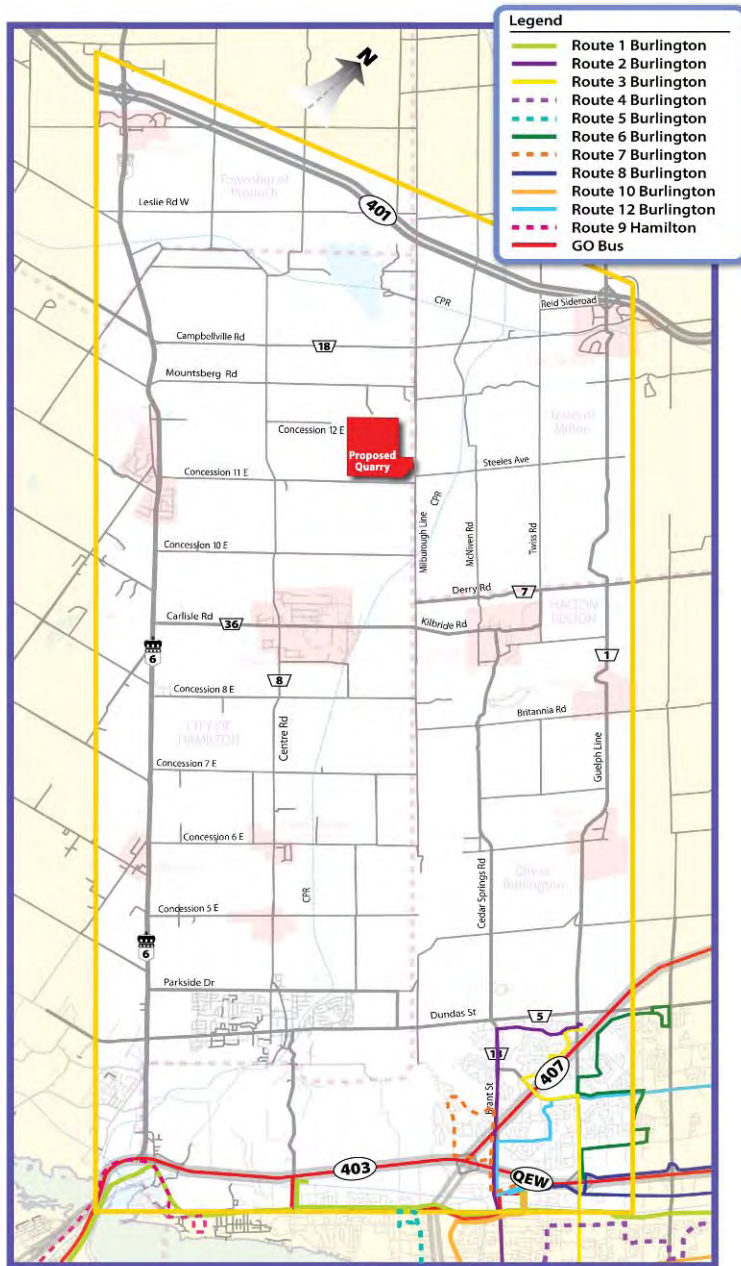 Legend
Route 1 Burlington
Route 2 Burlington
Route 3 Burlington
Route 4 Burlington
Route 5 Burlington
Route 6 Burlington
Route 7 Burlington
Route 8 Burlington
Route 10 Burlington
Route 12 Burlington
Route 9 Hamilton
GO Bus
N
Township of
Puslinch
Leslie Rd W
401
CPR
Reid Sideroad
Campbellville Rd
18
Mountsberg Rd
Town of
Milton
Concession 12 E
Proposed
Quarry
Steeles Ave
Concession 11 E
CPR
Milburough Line
McNiven Rd
Twiss Rd
Concession 10 E
Derry Rd
7
HALTON
REGION
Carlisle Rd
36
Kilbride Rd
6
1
8
Concession 8 E
Britannia Rd
CITY OF
HAMILTON
Centre Rd
Guelph Line
Concession 7 E
Concession 6 E
City of
Burlington
Cedar Springs Rd
CPR
Concession 5 E
6
Parkside Dr
Dundas St
5
18
407
Brant St
403
QEW